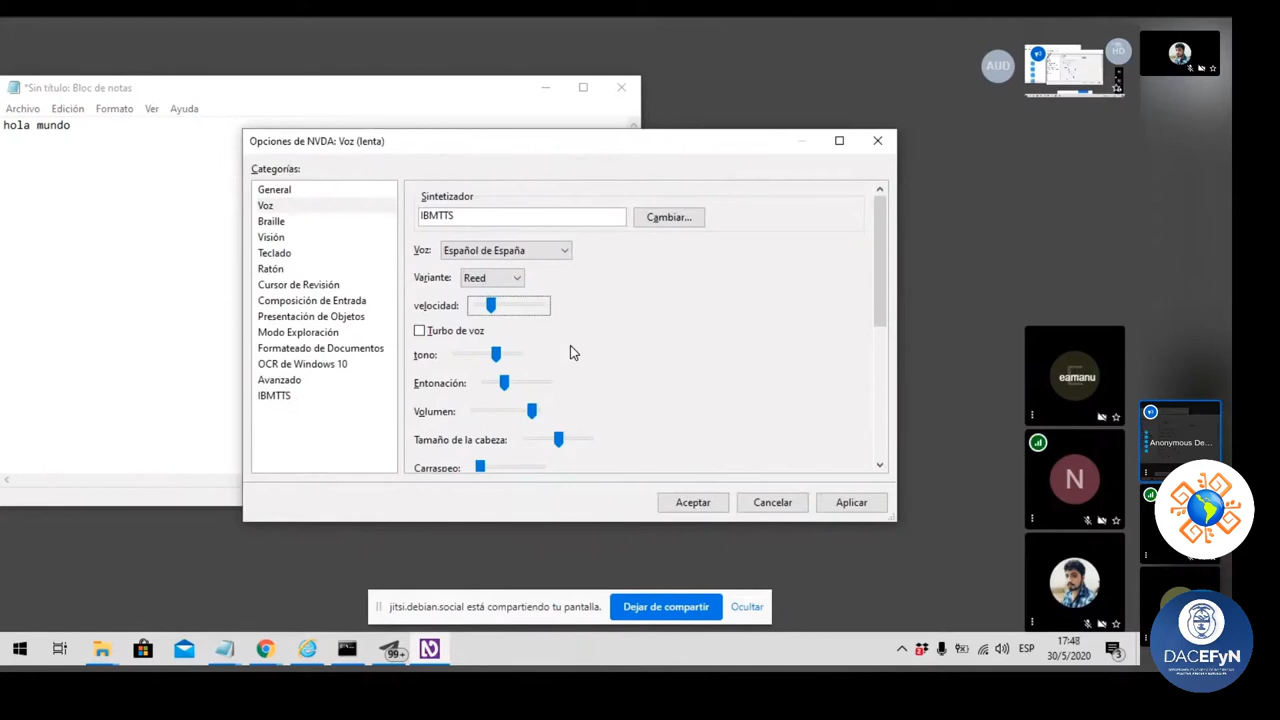 *Sin título: Bloc de notas
Archivo Edición Formato Ver Ayuda
hola mundo
Opciones de NVDA: Voz (lenta)
Categorías:
General
Voz
Braille
Visión
Teclado
Ratón
Cursor de Revisión
Composición de Entrada
Presentación de Objetos
Modo Exploración
Formateado de Documentos
OCR de Windows 10
Avanzado
IBMTTS
Sintetizador
IBMTTS
Cambiar...
Voz: Español de España
Variante: Reed
velocidad:
Turbo de voz
tono:
Entonación:
Volumen:
Tamaño de la cabeza:
Carraspeo:
Aceptar Cancelar Aplicar
AUD
HD
eamanu
N
Anonymous De...
jitsi.debian.social está compartiendo tu pantalla. Dejar de compartir Ocultar
99+
2
ESP
17:48
30/5/2020
3
DACEFyN